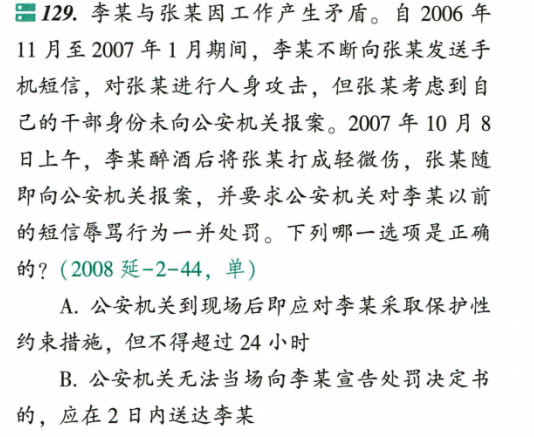 129. 李某与张某因工作产生矛盾。自 2006 年
11 月至 2007 年 1 月期间，李某不断向张某发送手
机短信，对张某进行人身攻击，但张某考虑到自
己的干部身份未向公安机关报案。2007 年 10 月 8
日上午，李某醉酒后将张某打成轻微伤，张某随
即向公安机关报案，并要求公安机关对李某以前
的短信辱骂行为一并处罚。下列哪一选项是正确
的？（2008 延-2-44，单）
A. 公安机关到现场后即应对李某采取保护性
约束措施，但不得超过 24 小时
B. 公安机关无法当场向李某宣告处罚决定书
的，应在 2 日内送达李某